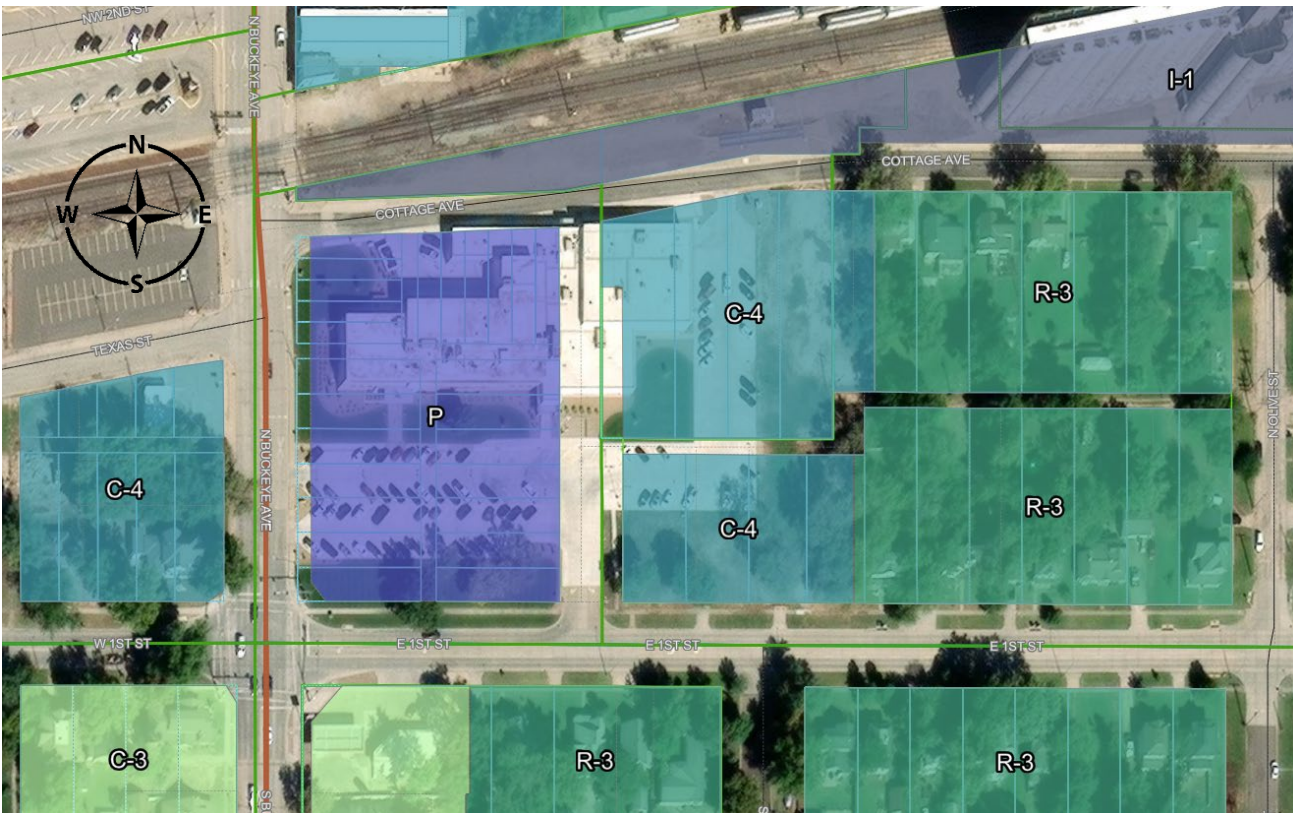 NW 2ND ST
N BUCKEYE AVE
I-1
N
W E
S
COTTAGE AVE
COTTAGE AVE
R-3
C-4
TEXAS ST
N OLIVE ST
P
N BUCKEYE AVE
C-4
R-3
C-4
W 1ST ST
E 1ST ST
E 1ST ST
E 1ST ST
C-3
R-3
R-3
S B
S